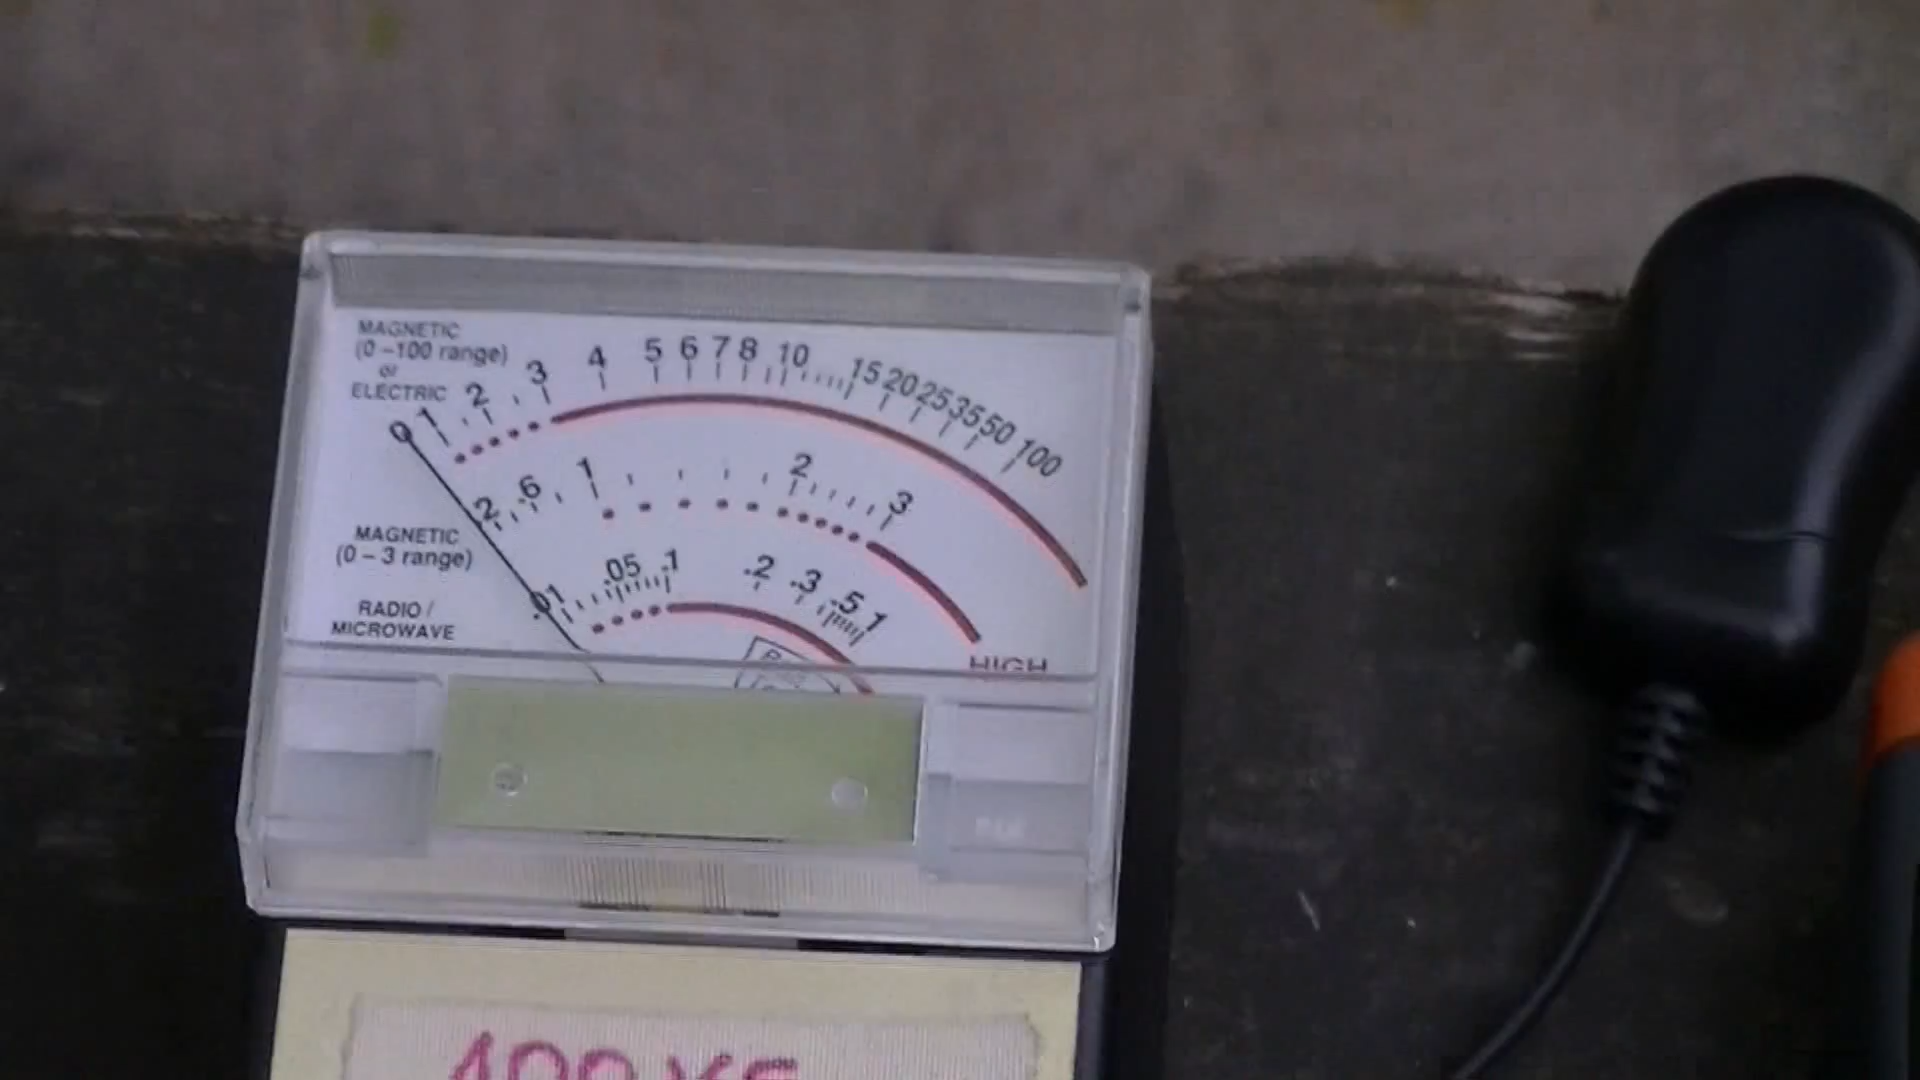 MAGNETIC
(0 –100 range)
or
ELECTRIC
0 1 2 3 4 5 6 7 8 10 15 20 25 35 50 100
.2 .6 1 2 3
MAGNETIC
(0 – 3 range)
.01 .05 .1 .2 .3 .5 1
RADIO /
MICROWAVE
HIGH